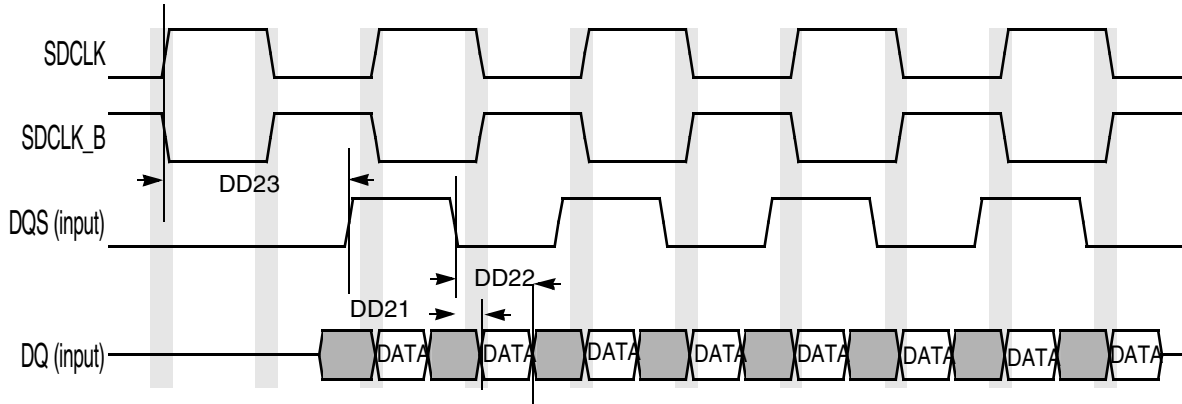 SDCLK
SDCLK_B
DD23
DQS (input)
DD22
DD21
DQ (input) DATA DATA DATA DATA DATA DATA DATA DATA